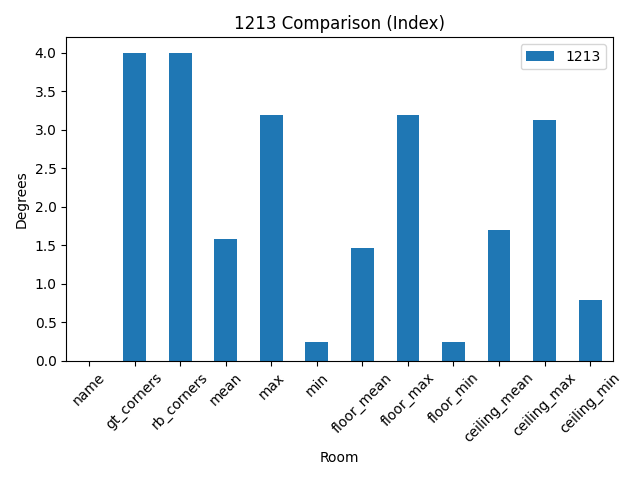 1213 Comparison (Index)
1213
Degrees
4.0
3.5
3.0
2.5
2.0
1.5
1.0
0.5
0.0
name
gt_corners
rb_corners
mean
max
min
floor_mean
floor_max
floor_min
ceiling_mean
ceiling_max
ceiling_min
Room